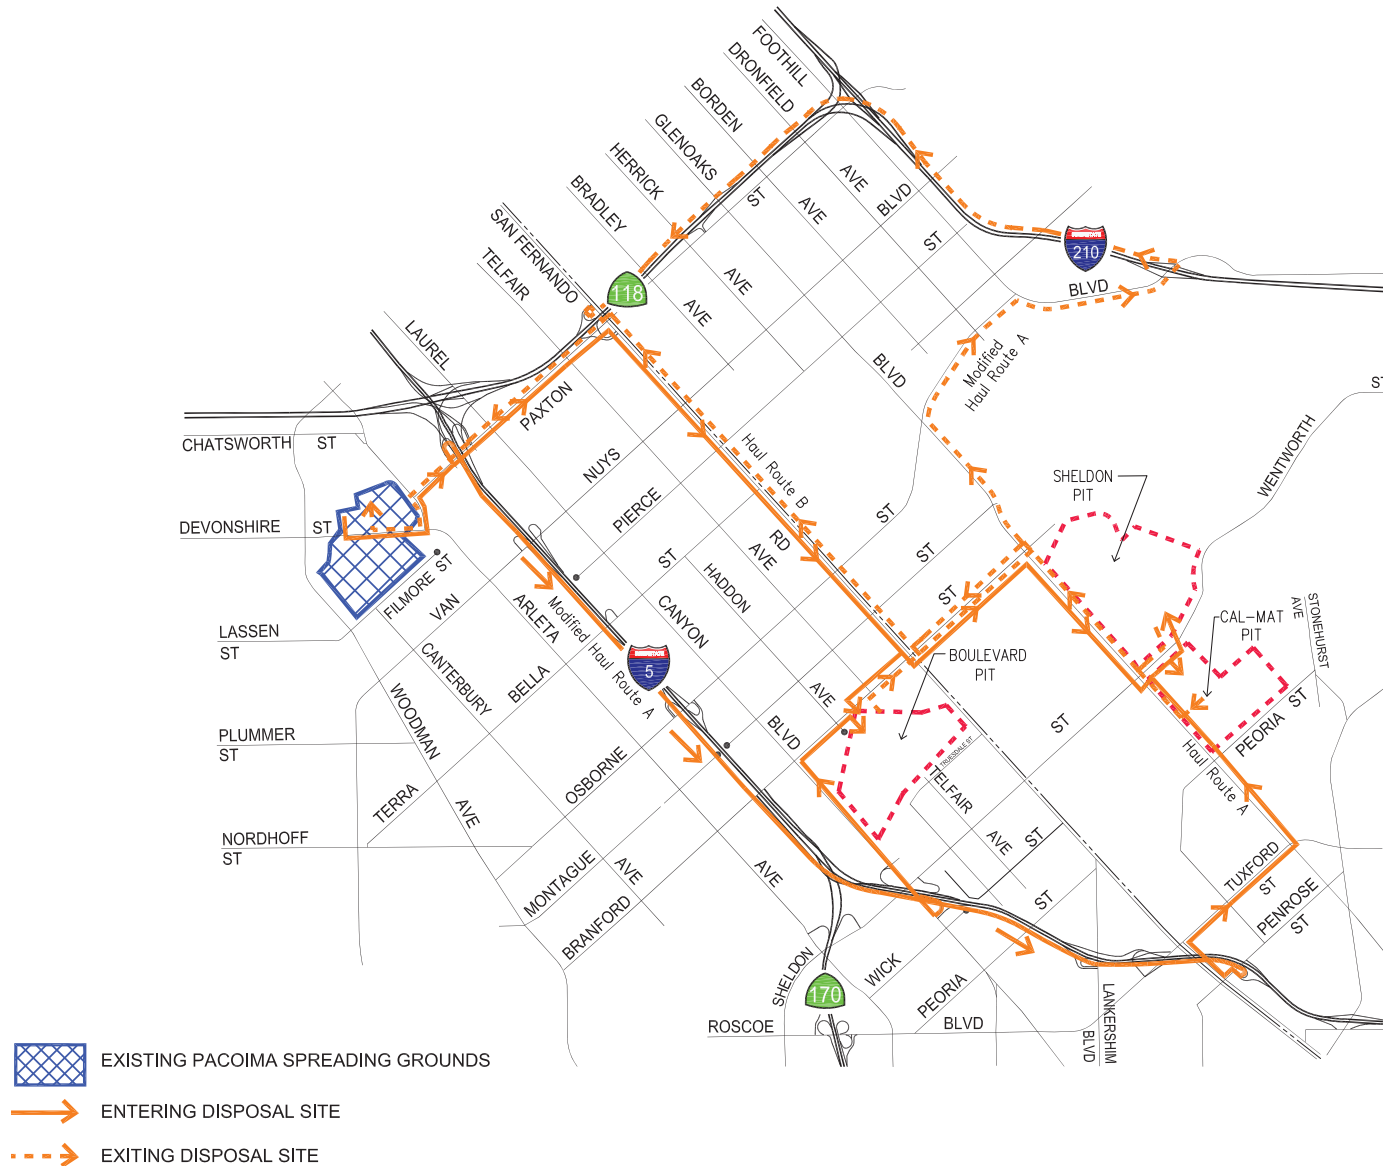 FOOTHILL
DRONFIELD
BORDEN
GLENOAKS
HERRICK
BRADLEY
SAN FERNANDO
TELFAIR
LAUREL
AVE
BLVD
ST
AVE
ST
AVE
AVE
210
BLVD
118
Modified
Haul Route A
BLVD
PAXTON
ST
CHATSWORTH ST
NUYS
Haul Route B
PIERCE
SHELDON
PIT
WENTWORTH
DEVONSHIRE ST
RD
ST
ST
AVE
HADDON
ST
FILMORE ST
VAN
ARLETA
CANYON
ST
STONEHURST
AVE
CAL-MAT
PIT
LASSEN
ST
CANTERBURY
BELLA
Modified Haul Route A
5
BOULEVARD
PIT
WOODMAN
AVE
BLVD
ST
ST
PEORIA
PLUMMER
ST
TRUESDALE ST
TELFAIR
Haul Route A
OSBORNE
TERRA
AVE
AVE
ST
NORDHOFF
ST
AVE
AVE
TUXFORD
ST
MONTAGUE
BRANFORD
ST
PENROSE
ST
SHELDON
WICK
PEORIA
170
LANKERSHIM
BLVD
ROSCOE BLVD
EXISTING PACOIMA SPREADING GROUNDS
ENTERING DISPOSAL SITE
EXITING DISPOSAL SITE